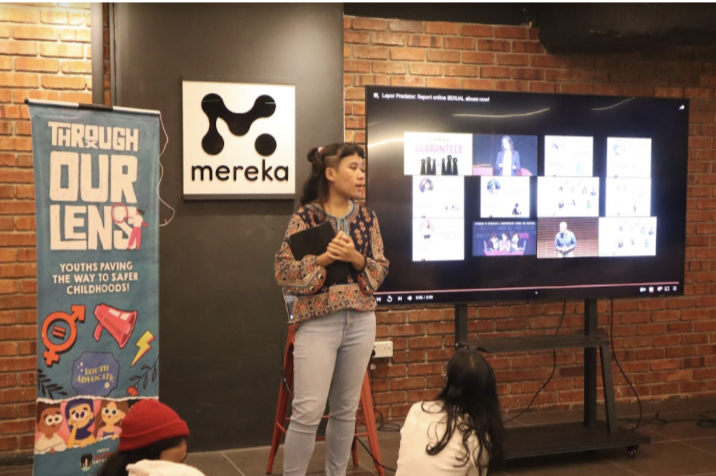 THROUGH
OUR
LENS
YOUTHS PAVING
THE WAY TO SAFER
CHILDHOODS!
YOUTH
ADVOCATE
mereka
Lapor Predator: Report online SEXUAL abuse now!
GUARANTEED